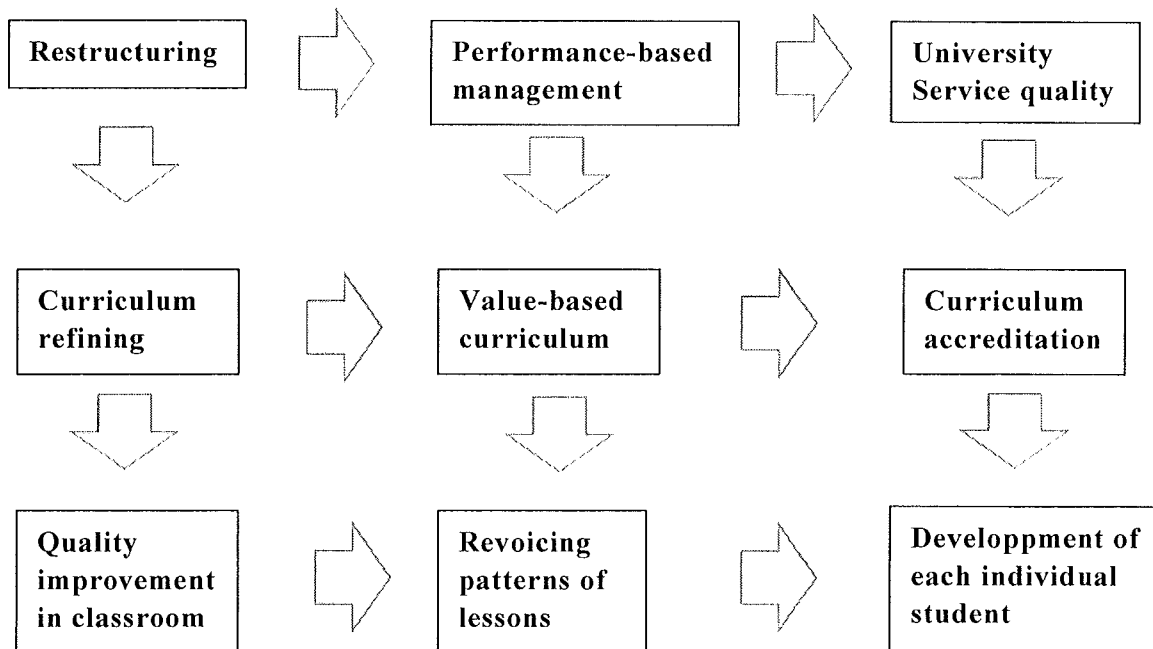 Restructuring
Performance-based
management
University
Service quality
Curriculum
refining
Value-based
curriculum
Curriculum
accreditation
Quality
improvement
in classroom
Revoicing
patterns of
lessons
Developpment of
each individual
student